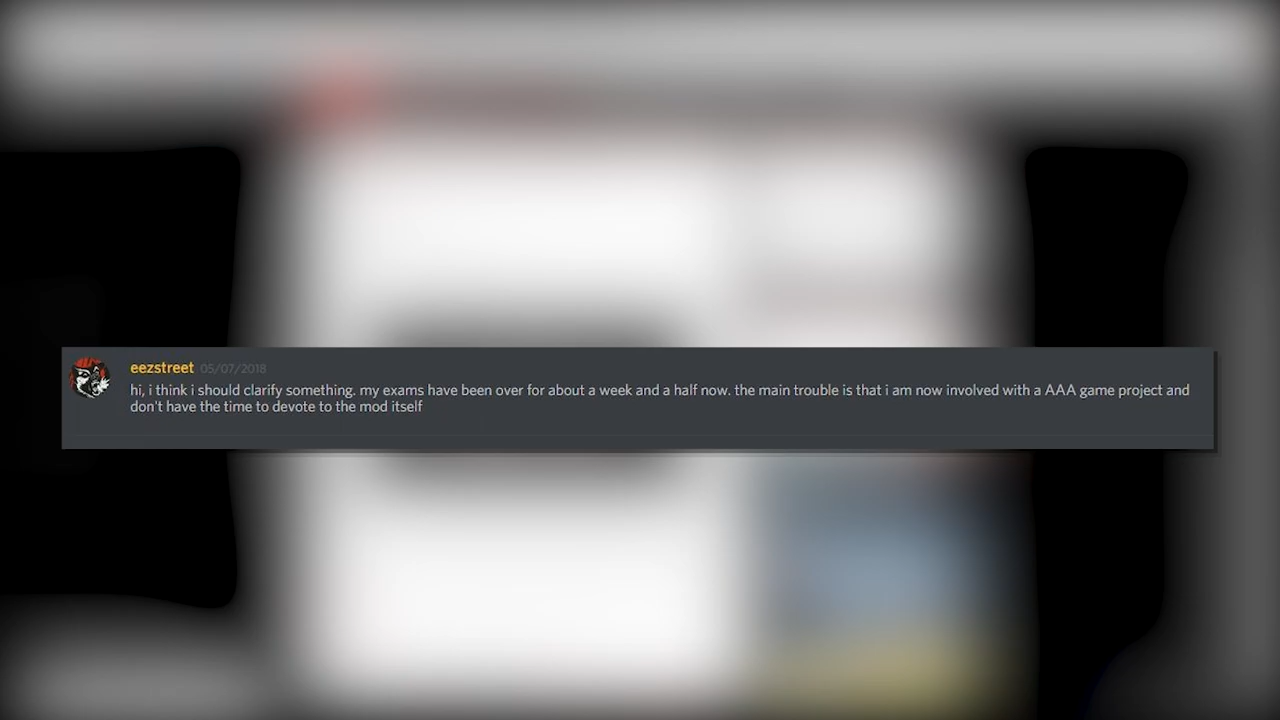 eezstreet 05/07/2018
hi, i think i should clarify something. my exams have been over for about a week and a half now. the main trouble is that i am now involved with a AAA game project and
don't have the time to devote to the mod itself